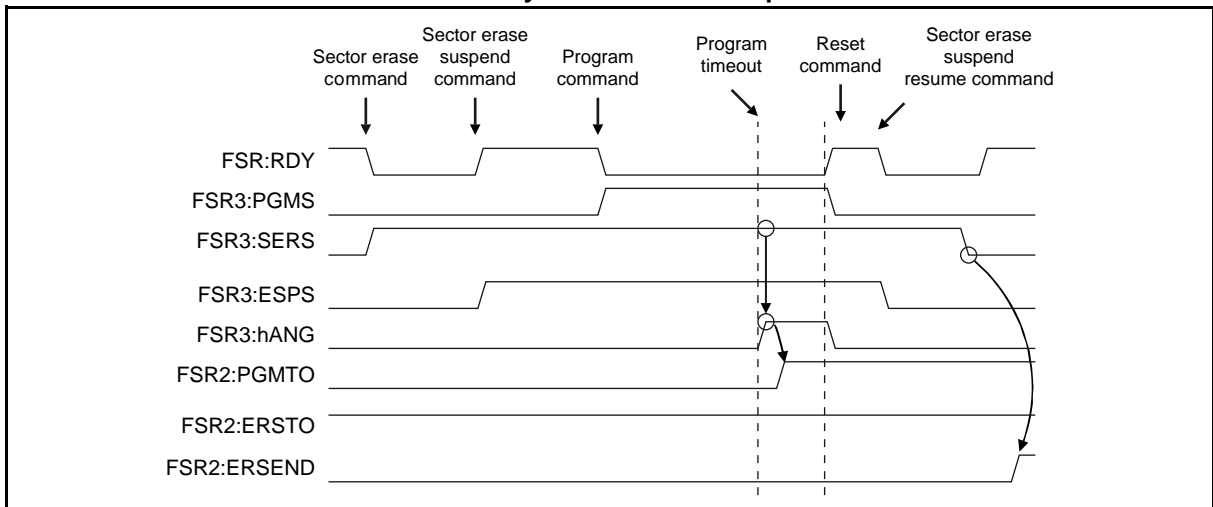 Sector erase
command
Sector erase
suspend
command
Program
command
Program
timeout
Reset
command
Sector erase
suspend
resume command
FSR:RDY
FSR3:PGMS
FSR3:SERS
FSR3:ESPS
FSR3:hANG
FSR2:PGMTO
FSR2:ERSTO
FSR2:ERSEND